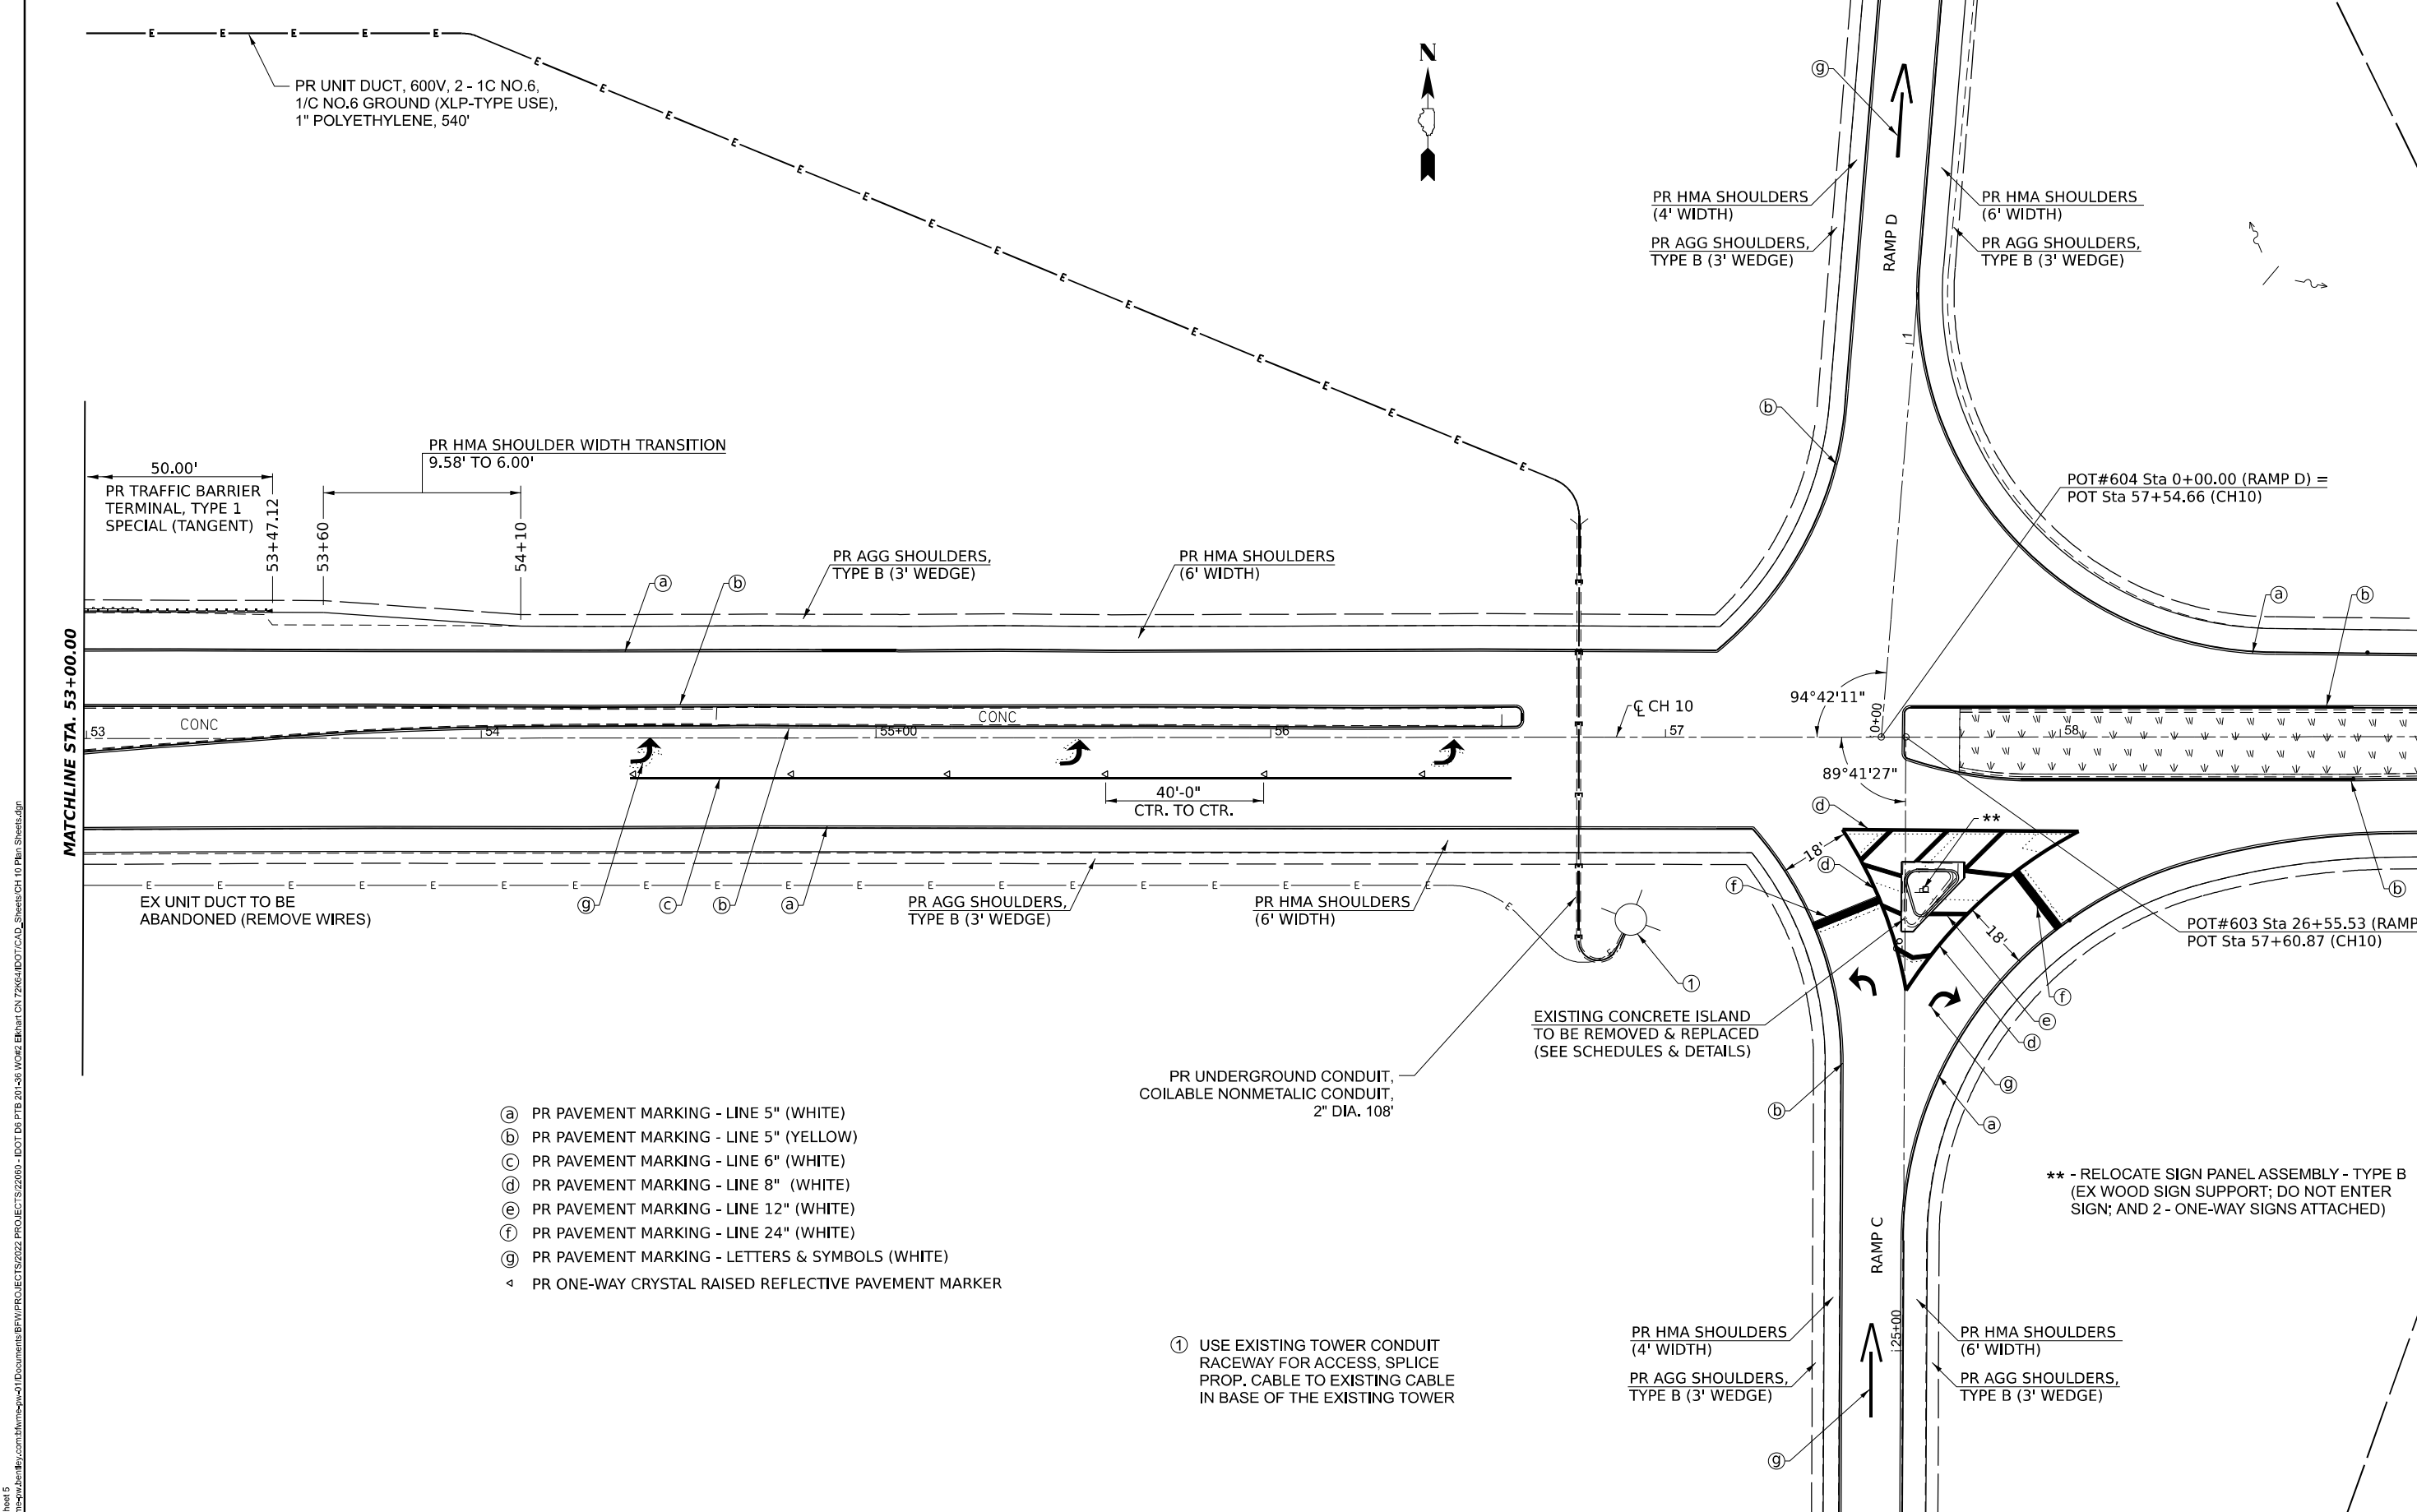 E E E E E
PR UNIT DUCT, 600V, 2 - 1C NO.6,
1/C NO.6 GROUND (XLP-TYPE USE),
1" POLYETHYLENE, 540'
E E E E E E E E E E E E E E E E
N
g
PR HMA SHOULDERS
(4' WIDTH)
PR AGG SHOULDERS,
TYPE B (3' WEDGE)
RAMP D
PR HMA SHOULDERS
(6' WIDTH)
PR AGG SHOULDERS,
TYPE B (3' WEDGE)
1
b
PR HMA SHOULDER WIDTH TRANSITION
9.58' TO 6.00'
50.00'
PR TRAFFIC BARRIER
TERMINAL, TYPE 1
SPECIAL (TANGENT)
53+47.12
53+60
54+10
POT#604 Sta 0+00.00 (RAMP D) =
POT Sta 57+54.66 (CH10)
a
b
PR AGG SHOULDERS,
TYPE B (3' WEDGE)
PR HMA SHOULDERS
(6' WIDTH)
a
b
MATCHLINE STA. 53+00.00
CONC
CONC
53
54
55+00
56
℄ CH 10
57
94°42'11"
0+00
58
89°41'27"
40'-0"
CTR. TO CTR.
d
**
18'
d
f
b
E E E E E E E E E E E E E E E E E E E
E
E
EX UNIT DUCT TO BE
ABANDONED (REMOVE WIRES)
g
c
b
a
PR AGG SHOULDERS,
TYPE B (3' WEDGE)
PR HMA SHOULDERS
(6' WIDTH)
18'
POT#603 Sta 26+55.53 (RAMP
POT Sta 57+60.87 (CH10)
1
f
e
d
g
a
b
EXISTING CONCRETE ISLAND
TO BE REMOVED & REPLACED
(SEE SCHEDULES & DETAILS)
PR UNDERGROUND CONDUIT,
COILABLE NONMETALIC CONDUIT,
2" DIA. 108'
a PR PAVEMENT MARKING - LINE 5" (WHITE)
b PR PAVEMENT MARKING - LINE 5" (YELLOW)
c PR PAVEMENT MARKING - LINE 6" (WHITE)
d PR PAVEMENT MARKING - LINE 8" (WHITE)
e PR PAVEMENT MARKING - LINE 12" (WHITE)
f PR PAVEMENT MARKING - LINE 24" (WHITE)
g PR PAVEMENT MARKING - LETTERS & SYMBOLS (WHITE)
PR ONE-WAY CRYSTAL RAISED REFLECTIVE PAVEMENT MARKER
** - RELOCATE SIGN PANEL ASSEMBLY - TYPE B
(EX WOOD SIGN SUPPORT; DO NOT ENTER
SIGN; AND 2 - ONE-WAY SIGNS ATTACHED)
RAMP C
25+00
1 USE EXISTING TOWER CONDUIT
RACEWAY FOR ACCESS, SPLICE
PROP. CABLE TO EXISTING CABLE
IN BASE OF THE EXISTING TOWER
PR HMA SHOULDERS
(4' WIDTH)
PR AGG SHOULDERS,
TYPE B (3' WEDGE)
PR HMA SHOULDERS
(6' WIDTH)
PR AGG SHOULDERS,
TYPE B (3' WEDGE)
g